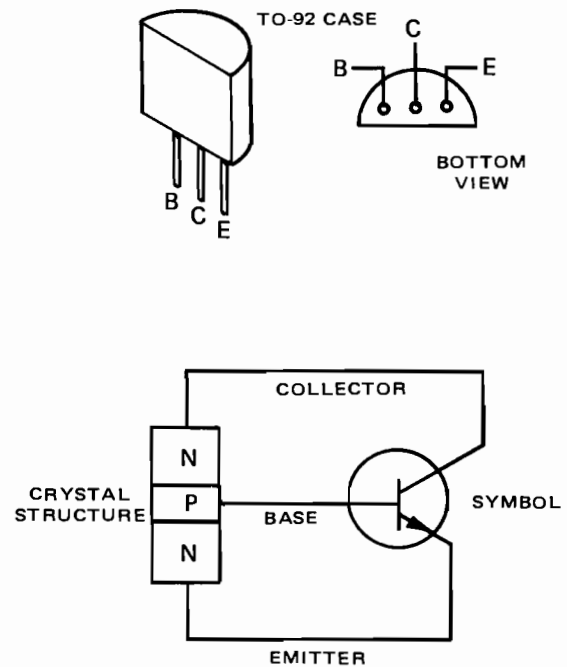 TO-92 CASE
B C E
C
B E
BOTTOM
VIEW
COLLECTOR
N
P
N
CRYSTAL
STRUCTURE
BASE
SYMBOL
EMITTER